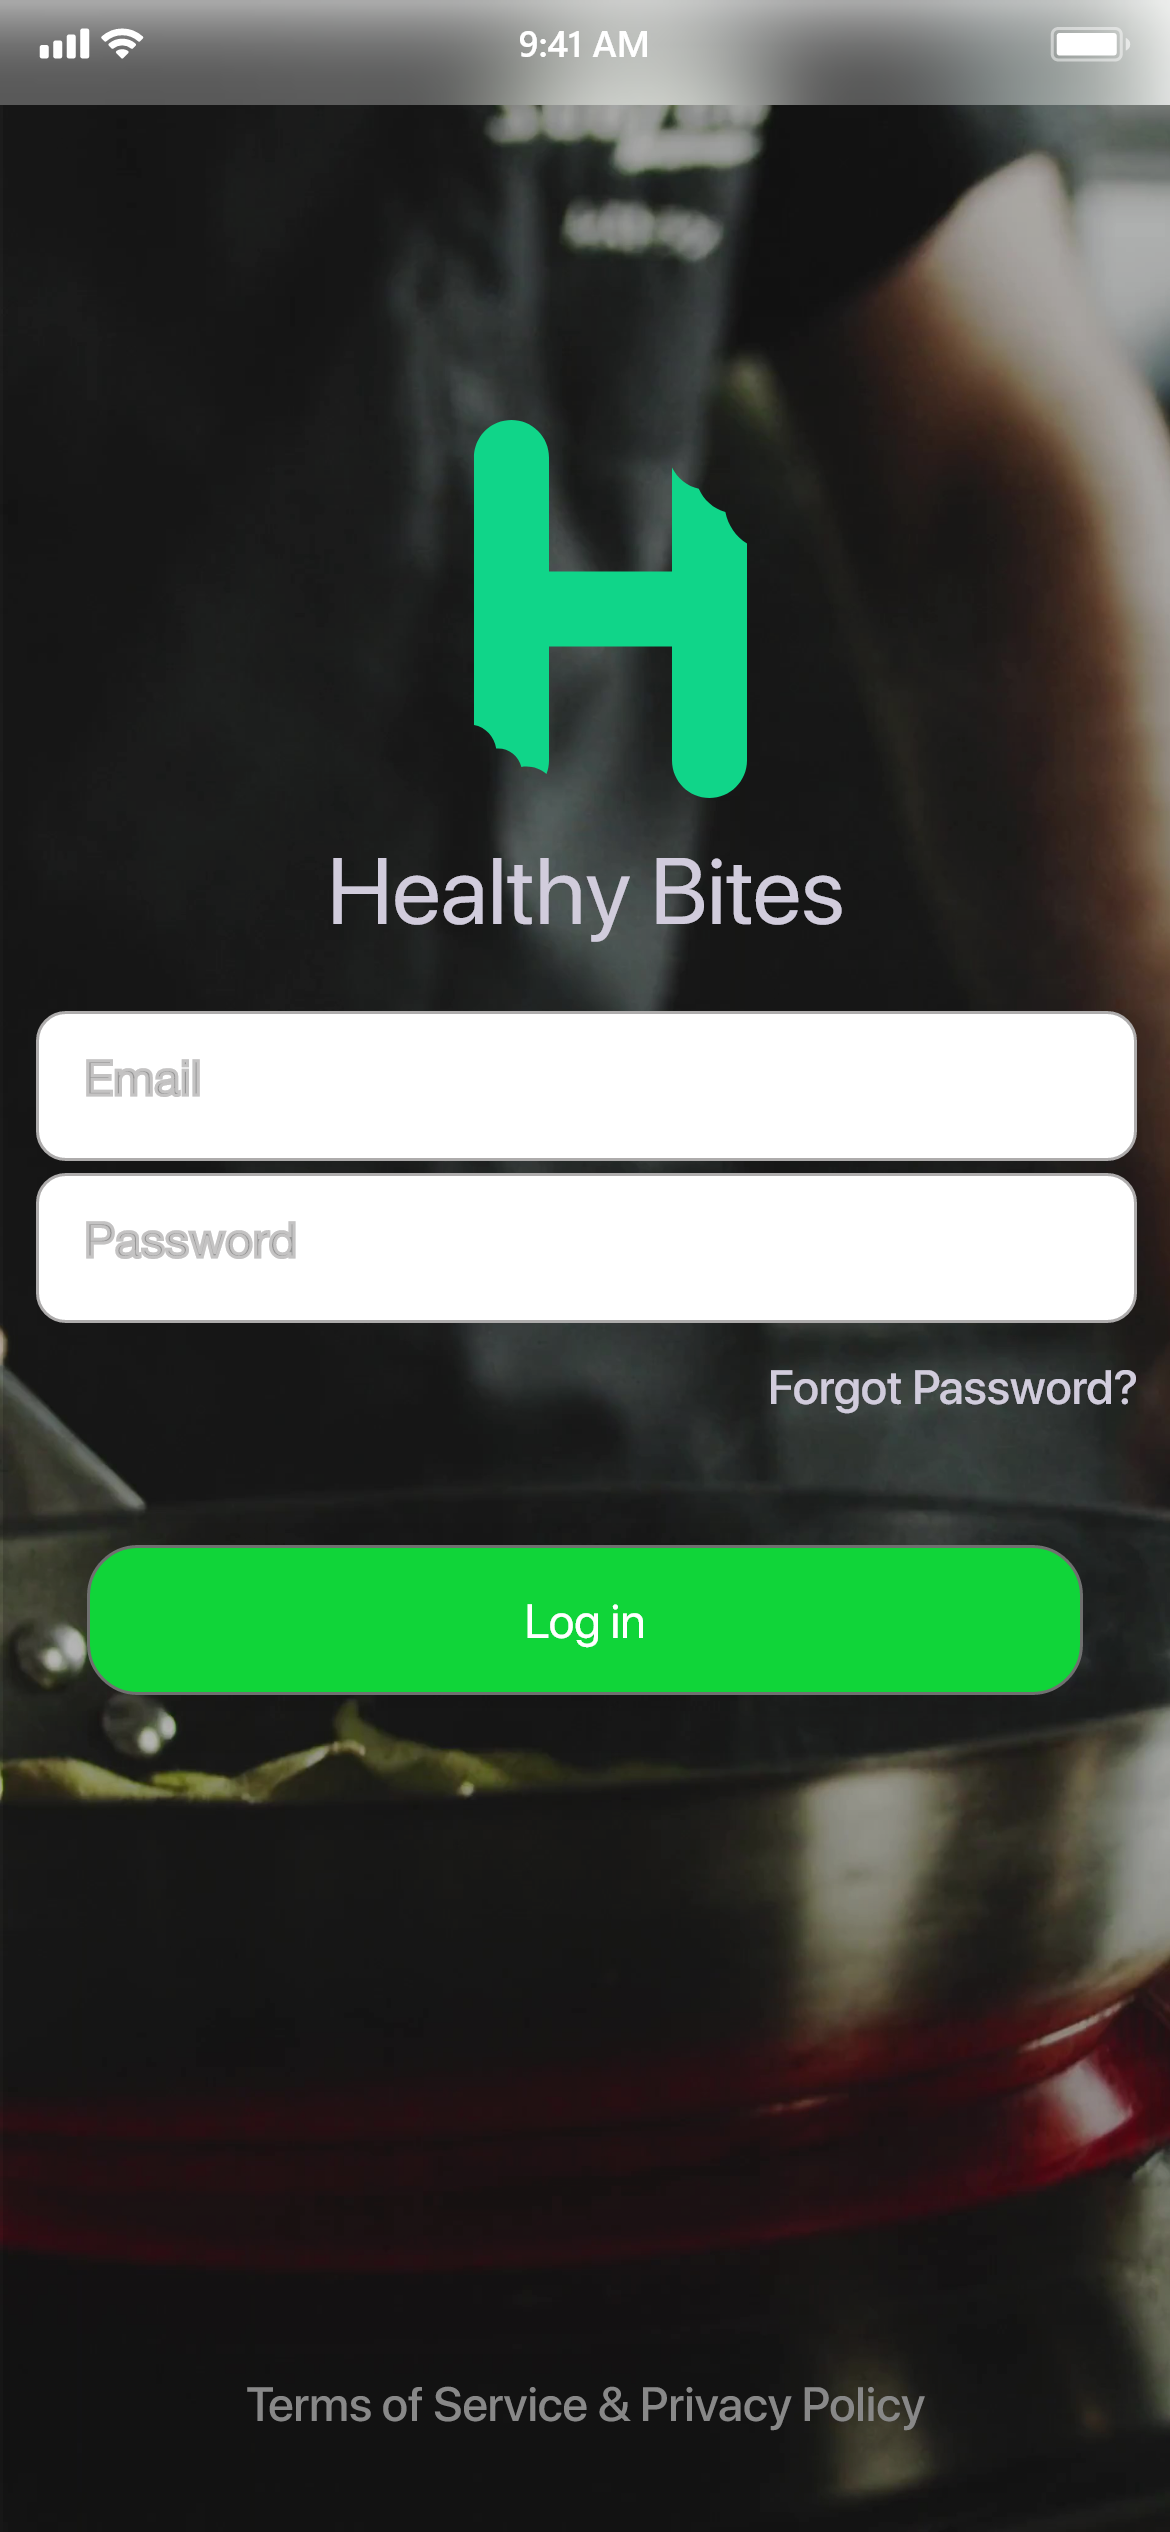 9:41 AM
H
Healthy Bites
Email
Password
Forgot Password?
Log in
Terms of Service & Privacy Policy